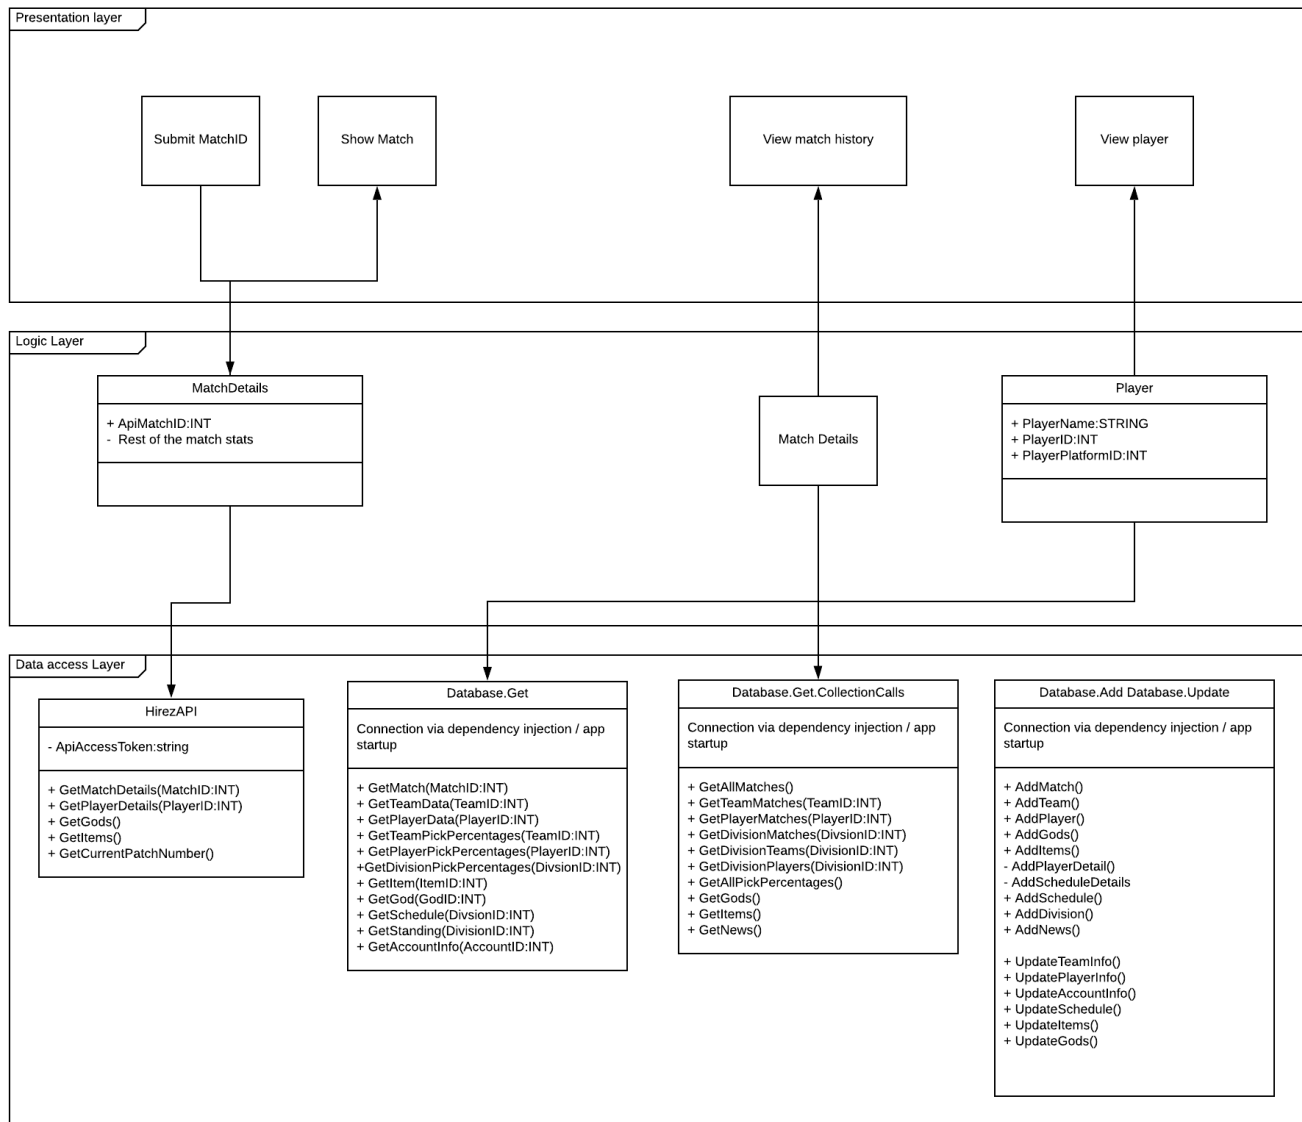 Presentation layer
Submit MatchID
Show Match
View match history
View player
Logic Layer
MatchDetails
+ ApiMatchID:INT
- Rest of the match stats
Match Details
Player
+ PlayerName:STRING
+ PlayerID:INT
+ PlayerPlatformID:INT
Data access Layer
HirezAPI
- ApiAccessToken:string
+ GetMatchDetails(MatchID:INT)
+ GetPlayerDetails(PlayerID:INT)
+ GetGods()
+ GetItems()
+ GetCurrentPatchNumber()
Database.Get
Connection via dependency injection / app
startup
+ GetMatch(MatchID:INT)
+ GetTeamData(TeamID:INT)
+ GetPlayerData(PlayerID:INT)
+ GetTeamPickPercentages(TeamID:INT)
+ GetPlayerPickPercentages(PlayerID:INT)
+GetDivisionPickPercentages(DivsionID:INT)
+ GetItem(ItemID:INT)
+ GetGod(GodID:INT)
+ GetSchedule(DivsionID:INT)
+ GetStanding(DivisionID:INT)
+ GetAccountInfo(AccountID:INT)
Database.Get.CollectionCalls
Connection via dependency injection / app
startup
+ GetAllMatches()
+ GetTeamMatches(TeamID:INT)
+ GetPlayerMatches(PlayerID:INT)
+ GetDivisionMatches(DivsionID:INT)
+ GetDivisionTeams(DivisionID:INT)
+ GetDivisionPlayers(DivisionID:INT)
+ GetAllPickPercentages()
+ GetGods()
+ GetItems()
+ GetNews()
Database.Add Database.Update
Connection via dependency injection / app
startup
+ AddMatch()
+ AddTeam()
+ AddPlayer()
+ AddGods()
+ AddItems()
- AddPlayerDetail()
- AddScheduleDetails
+ AddSchedule()
+ AddDivision()
+ AddNews()
+ UpdateTeamInfo()
+ UpdatePlayerInfo()
+ UpdateAccountInfo()
+ UpdateSchedule()
+ UpdateItems()
+ UpdateGods()